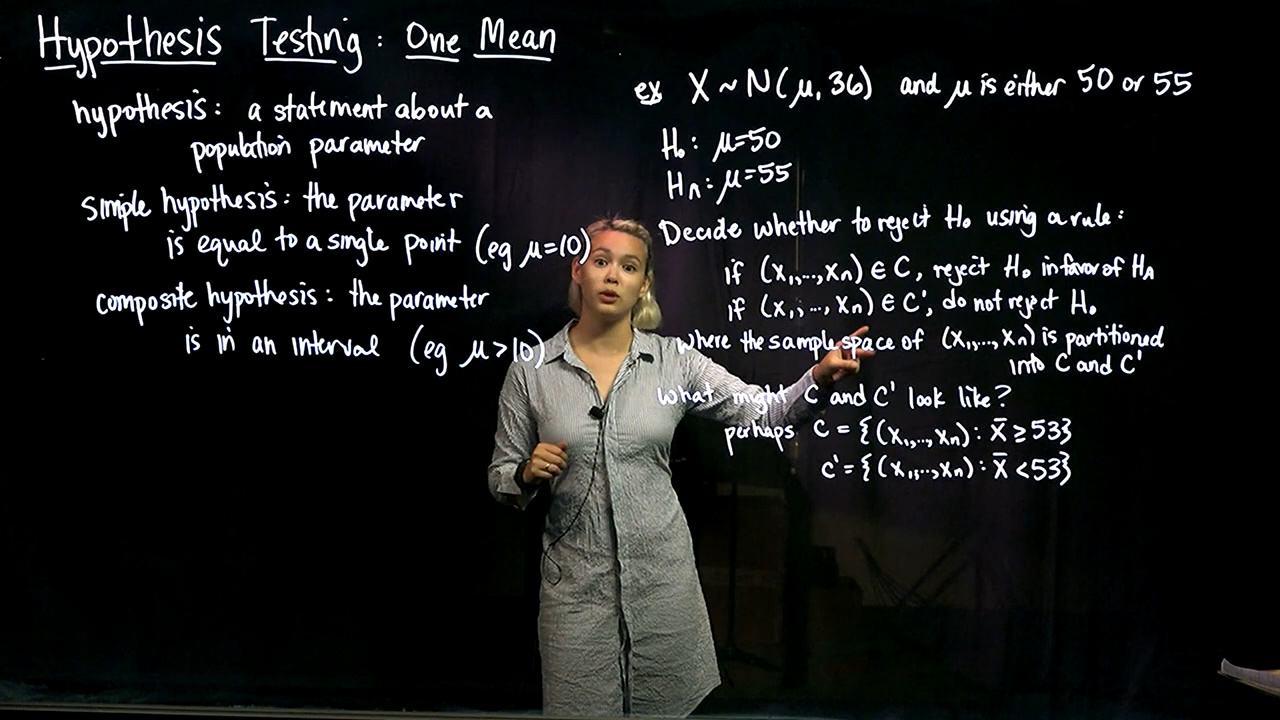 Hypothesis Testing: One Mean
hypothesis: a statement about a
population parameter
simple hypothesis: the parameter
is equal to a single point (eg μ=10)
composite hypothesis: the parameter
is in an interval (eg μ>10)
ex X ~ N(μ, 36) and μ is either 50 or 55
H₀: μ=50
H_A: μ=55
Decide whether to reject H₀ using a rule:
if (x₁,...,xₙ) ∈ C, reject H₀ in favor of H_A
if (x₁,...,xₙ) ∈ C', do not reject H₀
where the sample space of (x₁,...,xₙ) is partitioned
into C and C'
What might C and C' look like?
perhaps C = {(x₁,...,xₙ): x̄ ≥ 53}
C' = {(x₁,...,xₙ): x̄ < 53}